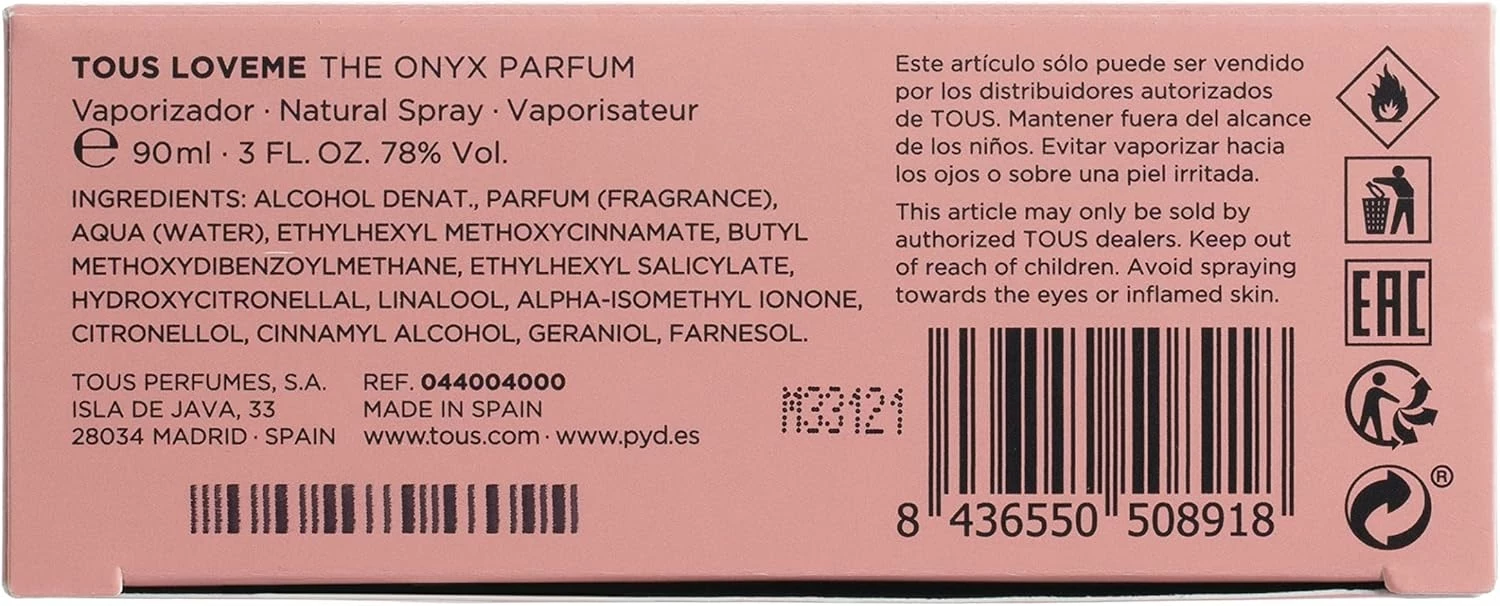 TOUS LOVEME THE ONYX PARFUM
Vaporizador · Natural Spray · Vaporisateur
℮ 90ml · 3 FL. OZ. 78% Vol.
INGREDIENTS: ALCOHOL DENAT., PARFUM (FRAGRANCE),
AQUA (WATER), ETHYLHEXYL METHOXYCINNAMATE, BUTYL
METHOXYDIBENZOYLMETHANE, ETHYLHEXYL SALICYLATE,
HYDROXYCITRONELLAL, LINALOOL, ALPHA-ISOMETHYL IONONE,
CITRONELLOL, CINNAMYL ALCOHOL, GERANIOL, FARNESOL.
TOUS PERFUMES, S.A.
ISLA DE JAVA, 33
28034 MADRID · SPAIN
REF. 044004000
MADE IN SPAIN
www.tous.com · www.pyd.es
M33121
Este artículo sólo puede ser vendido
por los distribuidores autorizados
de TOUS. Mantener fuera del alcance
de los niños. Evitar vaporizar hacia
los ojos o sobre una piel irritada.
This article may only be sold by
authorized TOUS dealers. Keep out
of reach of children. Avoid spraying
towards the eyes or inflamed skin.
8 436550 508918
EAC
®